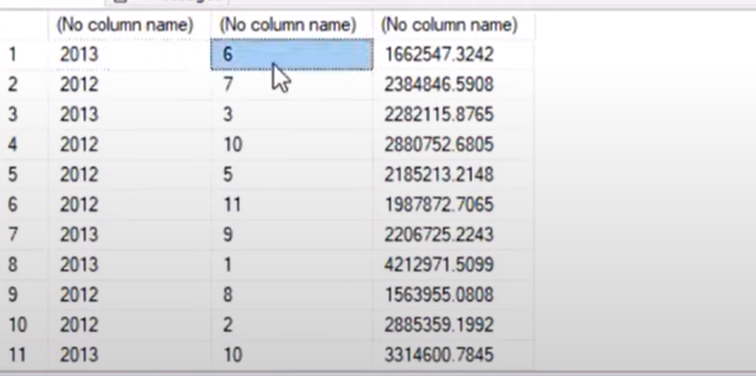 (No column name) (No column name) (No column name)
1 2013 6 1662547.3242
2 2012 7 2384846.5908
3 2013 3 2282115.8765
4 2012 10 2880752.6805
5 2012 5 2185213.2148
6 2012 11 1987872.7065
7 2013 9 2206725.2243
8 2013 1 4212971.5099
9 2012 8 1563955.0808
10 2012 2 2885359.1992
11 2013 10 3314600.7845